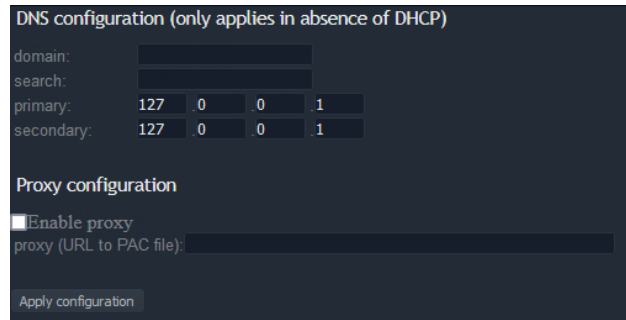 DNS configuration (only applies in absence of DHCP)
domain:
search:
primary: 127 .0 .0 .1
secondary: 127 .0 .0 .1
Proxy configuration
Enable proxy
proxy (URL to PAC file):
Apply configuration